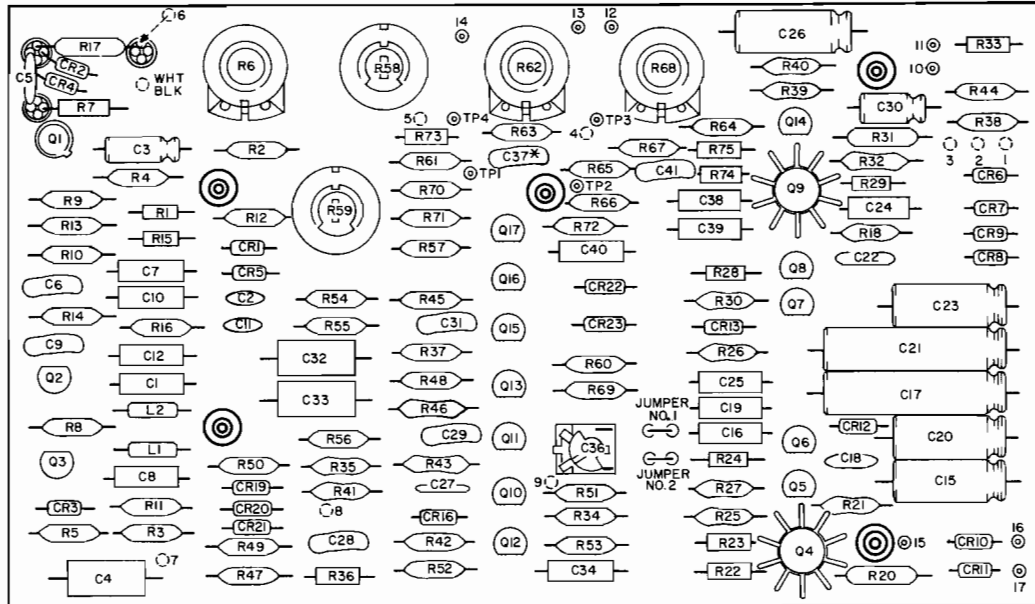 6
14
13
12
C26
11
R33
R17
CR2
CR4
C5
WHT
BLK
R6
R58
R62
R68
R40
10
R39
R44
R7
C30
5
TP4
TP3
R38
Q1
R73
R63
4
R64
Q14
R31
C3
R2
R61
C37*
R67
R75
R32
3
2
1
R4
TP1
R65
C41
R74
R29
CR6
R70
TP2
Q9
R9
R66
C38
C24
CR7
R1
R12
R59
R71
R13
Q17
R72
C39
R18
CR9
R15
CR1
R57
C40
R10
C22
CR8
C7
CR5
Q16
R28
Q8
C6
CR22
C10
C2
R54
R45
R30
Q7
C23
R14
R16
C11
R55
C31
Q15
CR23
CR13
C9
C12
C32
R37
R26
C21
R60
Q2
C1
R48
Q13
R69
C25
C17
C33
L2
R46
JUMPER
NO.1
C19
R8
C29
Q11
C16
CR12
C20
R56
L1
C36
Q6
Q3
R50
R35
R43
JUMPER
NO.2
R24
C18
C8
CR19
C27
9
C15
R41
Q10
R51
R27
Q5
CR3
R11
CR20
8
CR16
R34
R25
R21
R5
R3
CR21
R49
C28
R42
Q12
R53
R23
Q4
15
CR10
16
7
C4
R47
R36
R52
C34
R22
R20
CR11
17